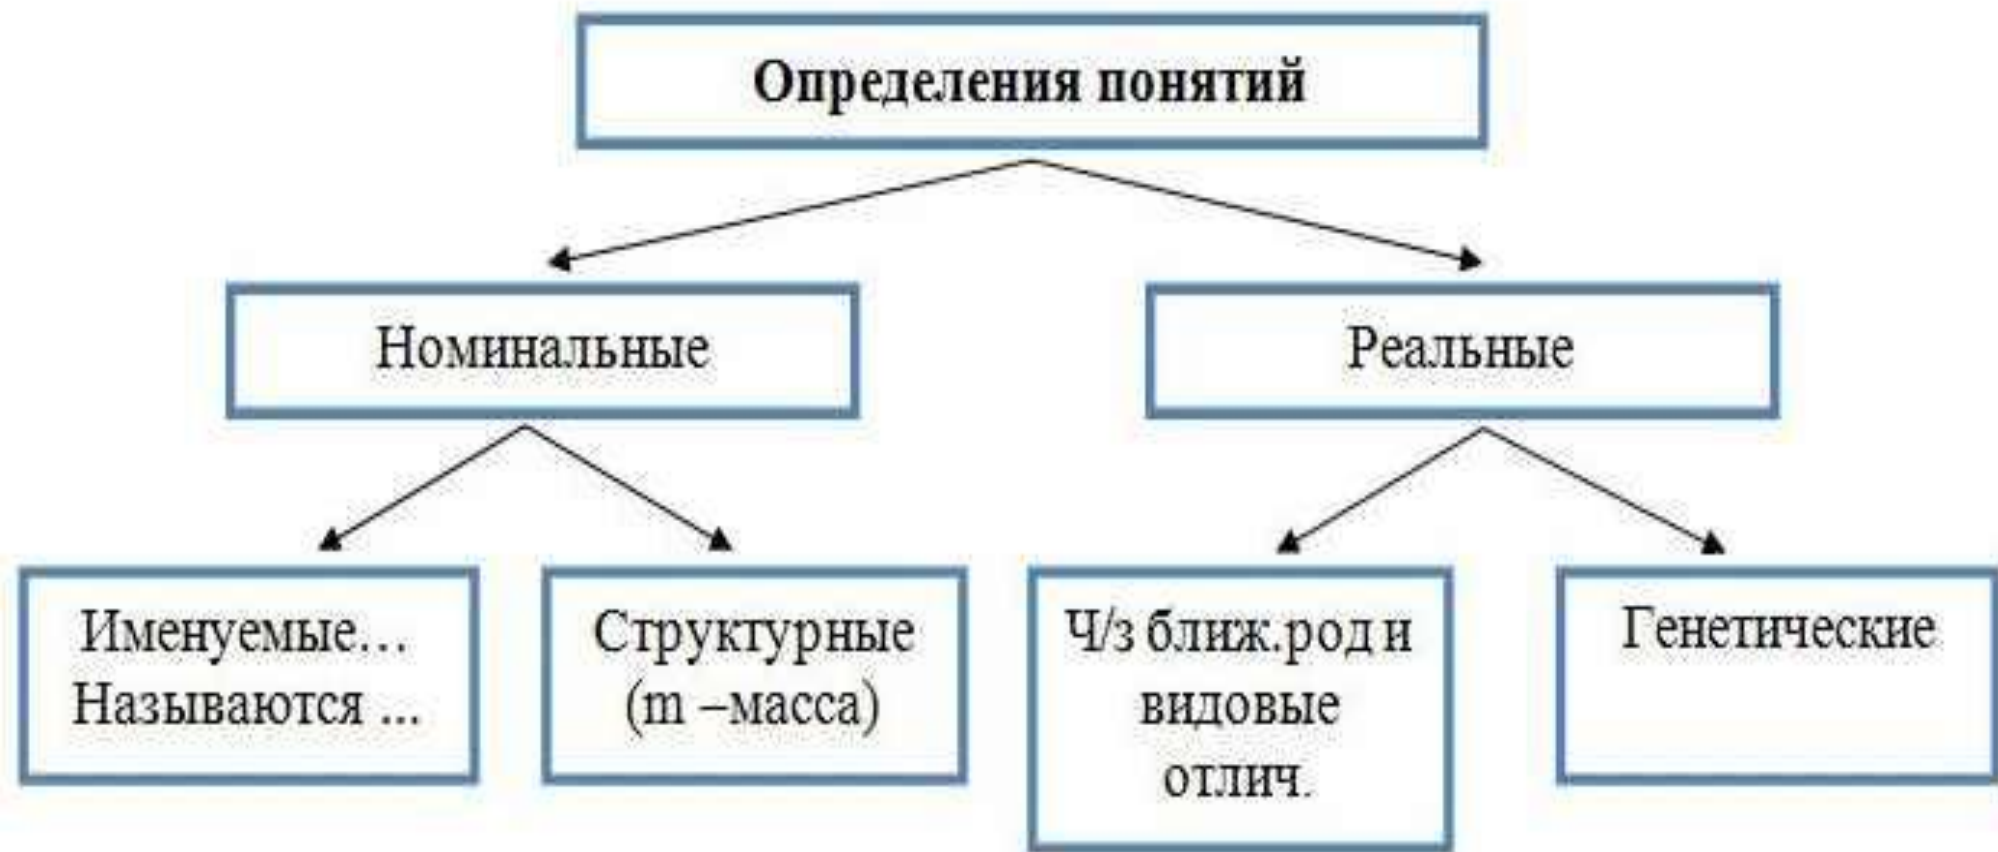 Определения понятий
Номинальные
Реальные
Именуемые…
Называются ...
Структурные
(m –масса)
Ч/з ближ.род и
видовые
отлич.
Генетические